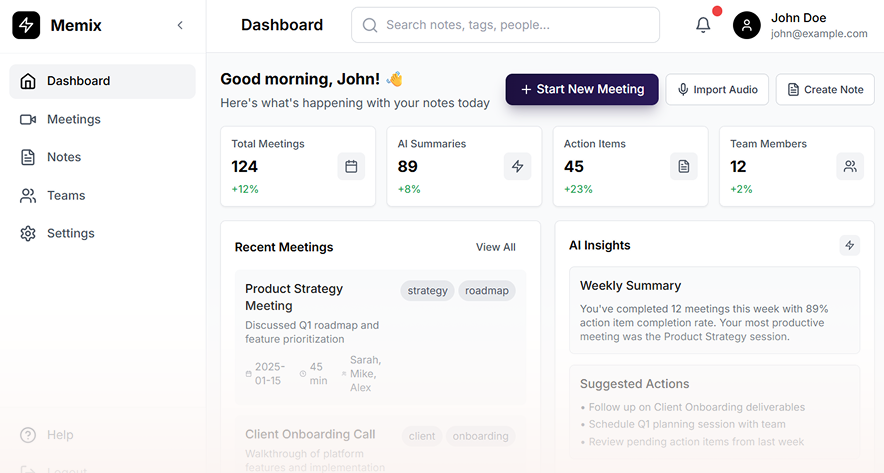 Memix
Dashboard
Meetings
Notes
Teams
Settings
Help
Logout
Dashboard
Search notes, tags, people...
John Doe
john@example.com
Good morning, John! 👋
Here's what's happening with your notes today
+ Start New Meeting
Import Audio
Create Note
Total Meetings
124
+12%
AI Summaries
89
+8%
Action Items
45
+23%
Team Members
12
+2%
Recent Meetings
View All
Product Strategy
Meeting
strategy
roadmap
Discussed Q1 roadmap and
feature prioritization
2025-
01-15
45
min
Sarah,
Mike,
Alex
Client Onboarding Call
client
onboarding
Walkthrough of platform
features and implementation
AI Insights
Weekly Summary
You've completed 12 meetings this week with 89%
action item completion rate. Your most productive
meeting was the Product Strategy session.
Suggested Actions
• Follow up on Client Onboarding deliverables
• Schedule Q1 planning session with team
• Review pending action items from last week